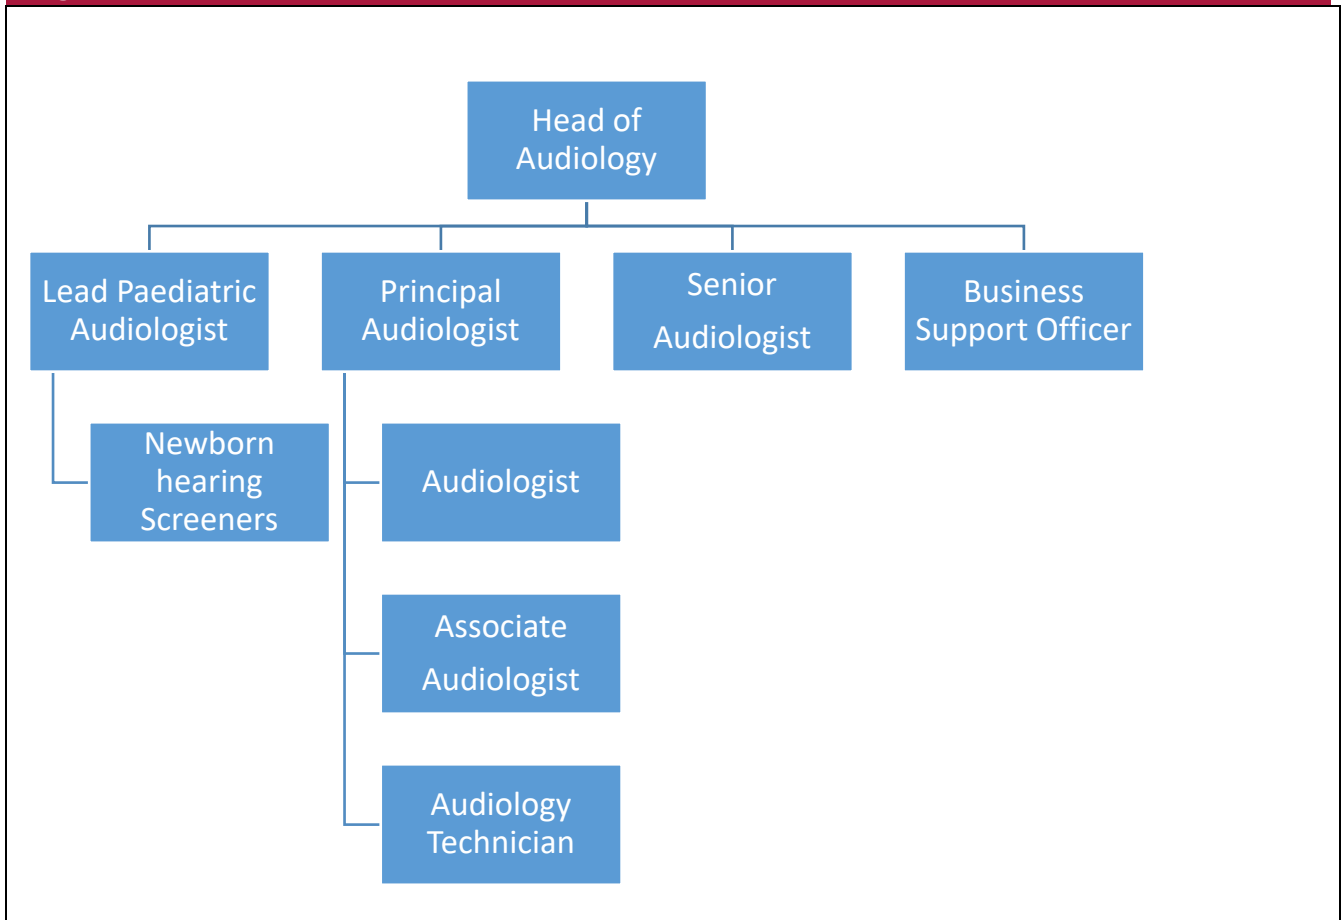 Head of
Audiology
Lead Paediatric
Audiologist
Principal
Audiologist
Senior
Audiologist
Business
Support Officer
Newborn
hearing
Screeners
Audiologist
Associate
Audiologist
Audiology
Technician